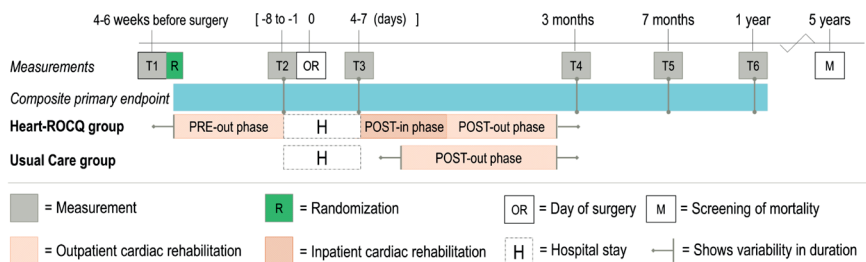 4-6 weeks before surgery [ -8 to -1 0 4-7 (days) ] 3 months 7 months 1 year 5 years
Measurements T1 R T2 OR T3 T4 T5 T6 M
Composite primary endpoint
Heart-ROCQ group PRE-out phase H POST-in phase POST-out phase
Usual Care group H POST-out phase
= Measurement R = Randomization OR = Day of surgery M = Screening of mortality
= Outpatient cardiac rehabilitation = Inpatient cardiac rehabilitation H = Hospital stay = Shows variability in duration